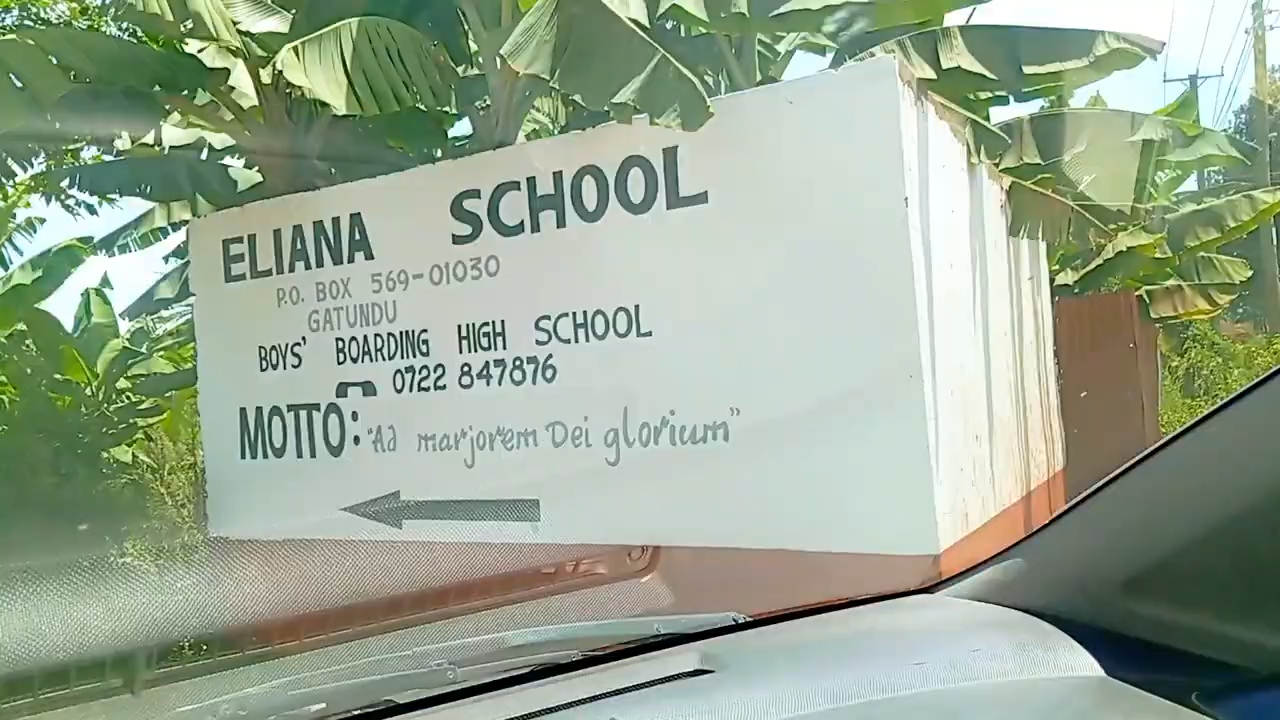 ELIANA SCHOOL
P.O. BOX 569-01030
GATUNDU
BOYS' BOARDING HIGH SCHOOL
0722 847876
MOTTO: "Ad marjorem Dei glorium"